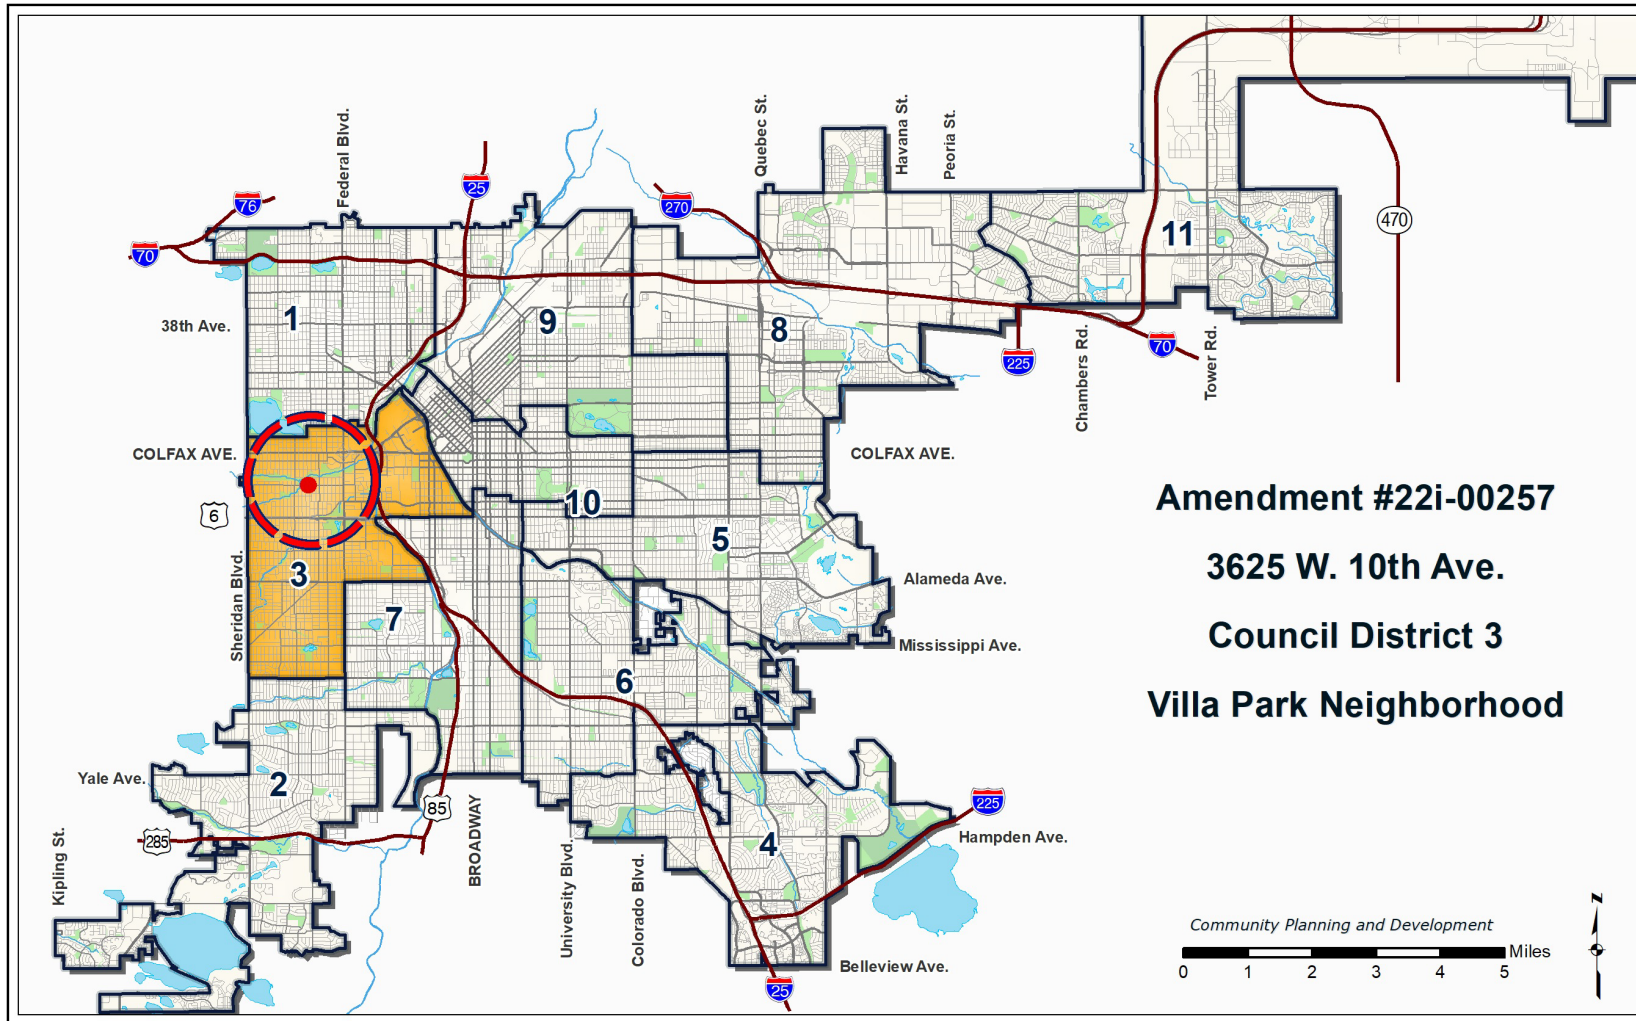 Federal Blvd.
Quebec St.
Havana St.
Peoria St.
76
25
270
70
470
11
1
9
8
38th Ave.
225
70
Chambers Rd.
Tower Rd.
COLFAX AVE.
COLFAX AVE.
6
10
5
3
Sheridan Blvd.
7
Alameda Ave.
Mississippi Ave.
6
Amendment #22i-00257
3625 W. 10th Ave.
Council District 3
Villa Park Neighborhood
Yale Ave.
2
85
285
BROADWAY
225
Hampden Ave.
4
Kipling St.
University Blvd.
Colorado Blvd.
Belleview Ave.
25
Community Planning and Development
Miles
0 1 2 3 4 5
N